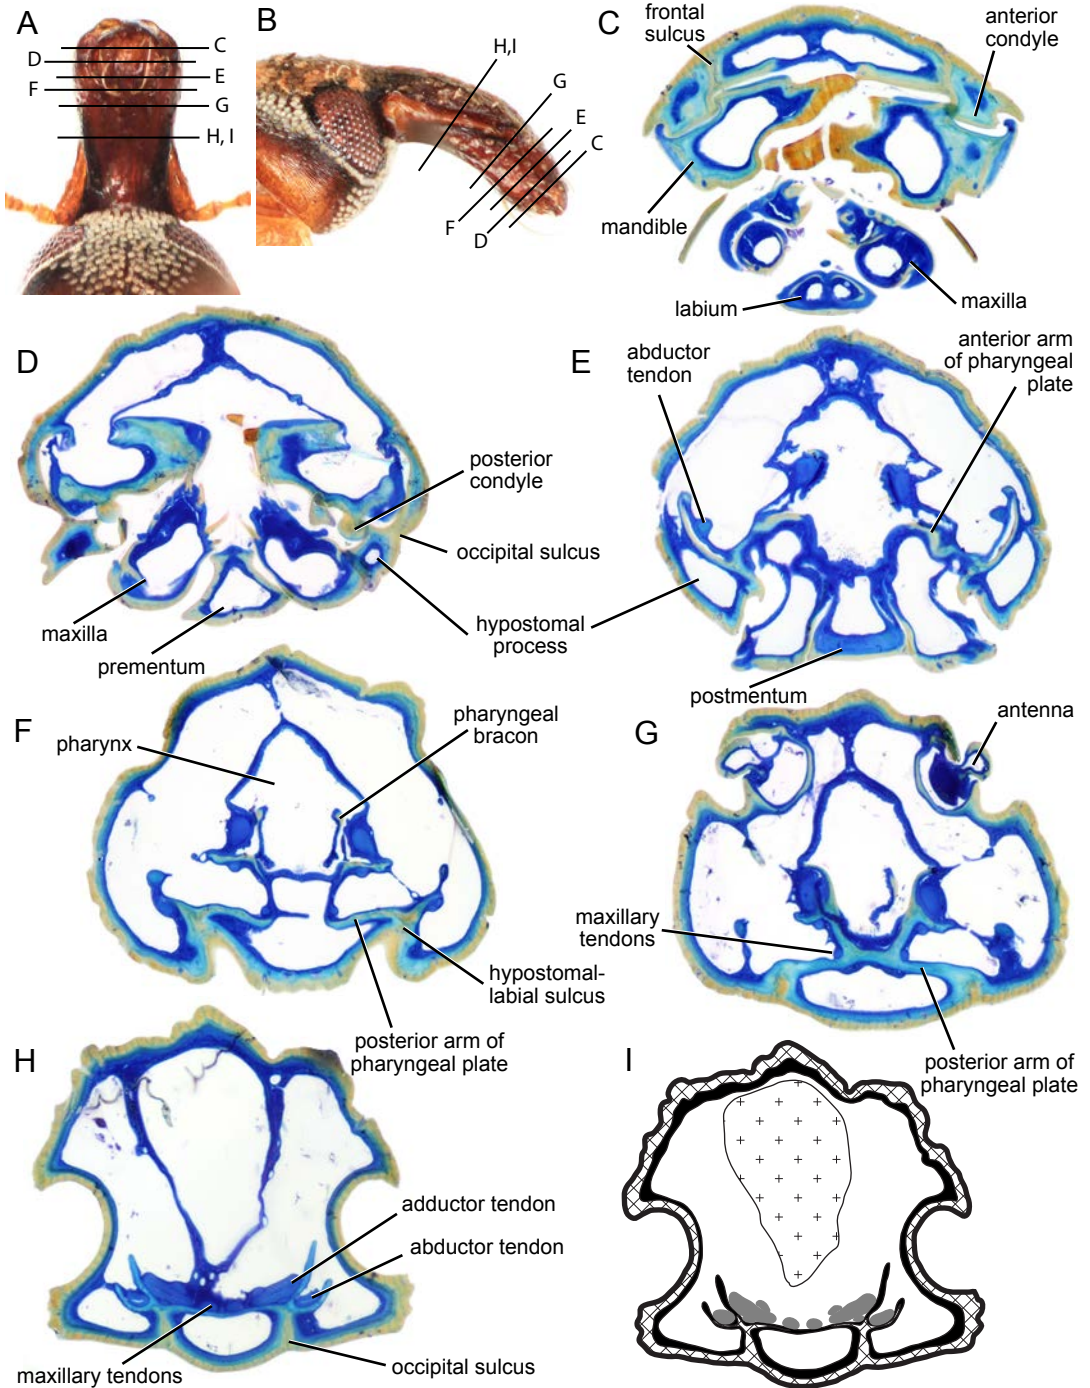 A
C
D
E
F
G
H, I
B
H,I
G
E
C
F
D
C
frontal
sulcus
anterior
condyle
mandible
labium
maxilla
D
posterior
condyle
occipital sulcus
hypostomal
process
maxilla
prementum
E
abductor
tendon
anterior arm
of pharyngeal
plate
postmentum
F
pharynx
pharyngeal
bracon
hypostomal-
labial sulcus
posterior arm of
pharyngeal plate
G
antenna
maxillary
tendons
posterior arm of
pharyngeal plate
H
adductor tendon
abductor tendon
occipital sulcus
maxillary tendons
I